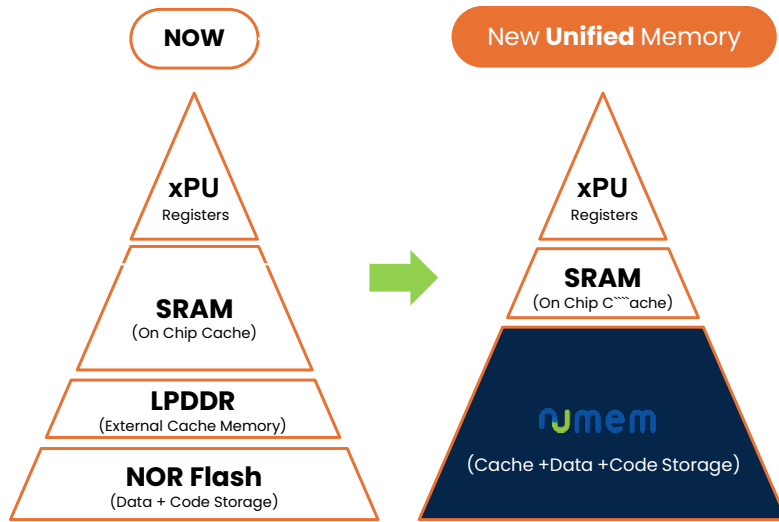 NOW
xPU
Registers
SRAM
(On Chip Cache)
LPDDR
(External Cache Memory)
NOR Flash
(Data + Code Storage)
New Unified Memory
xPU
Registers
SRAM
(On Chip C````ache)
numem
(Cache +Data +Code Storage)